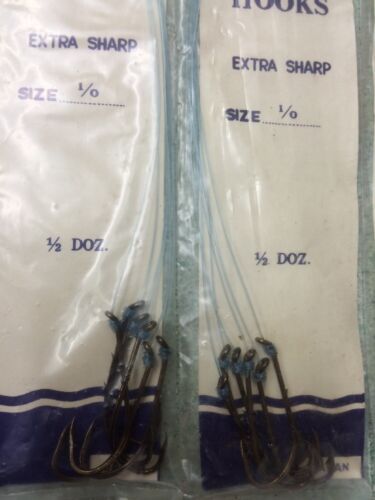 EXTRA SHARP
SIZE 1/0
½ DOZ.
HOOKS
EXTRA SHARP
SIZE 1/0
½ DOZ.